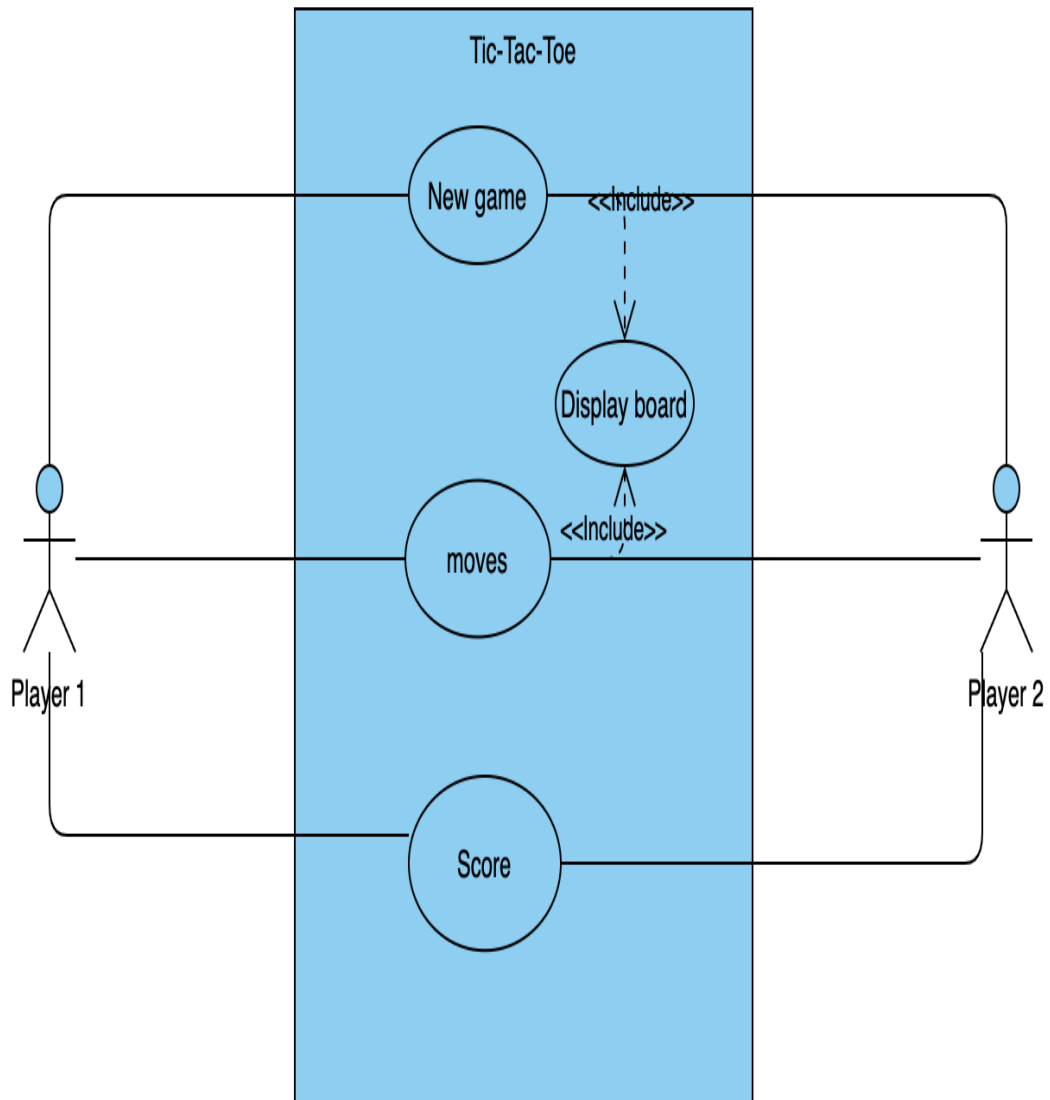 Tic-Tac-Toe
New game
<<Include>>
Display board
<<Include>>
moves
Player 1
Player 2
Score